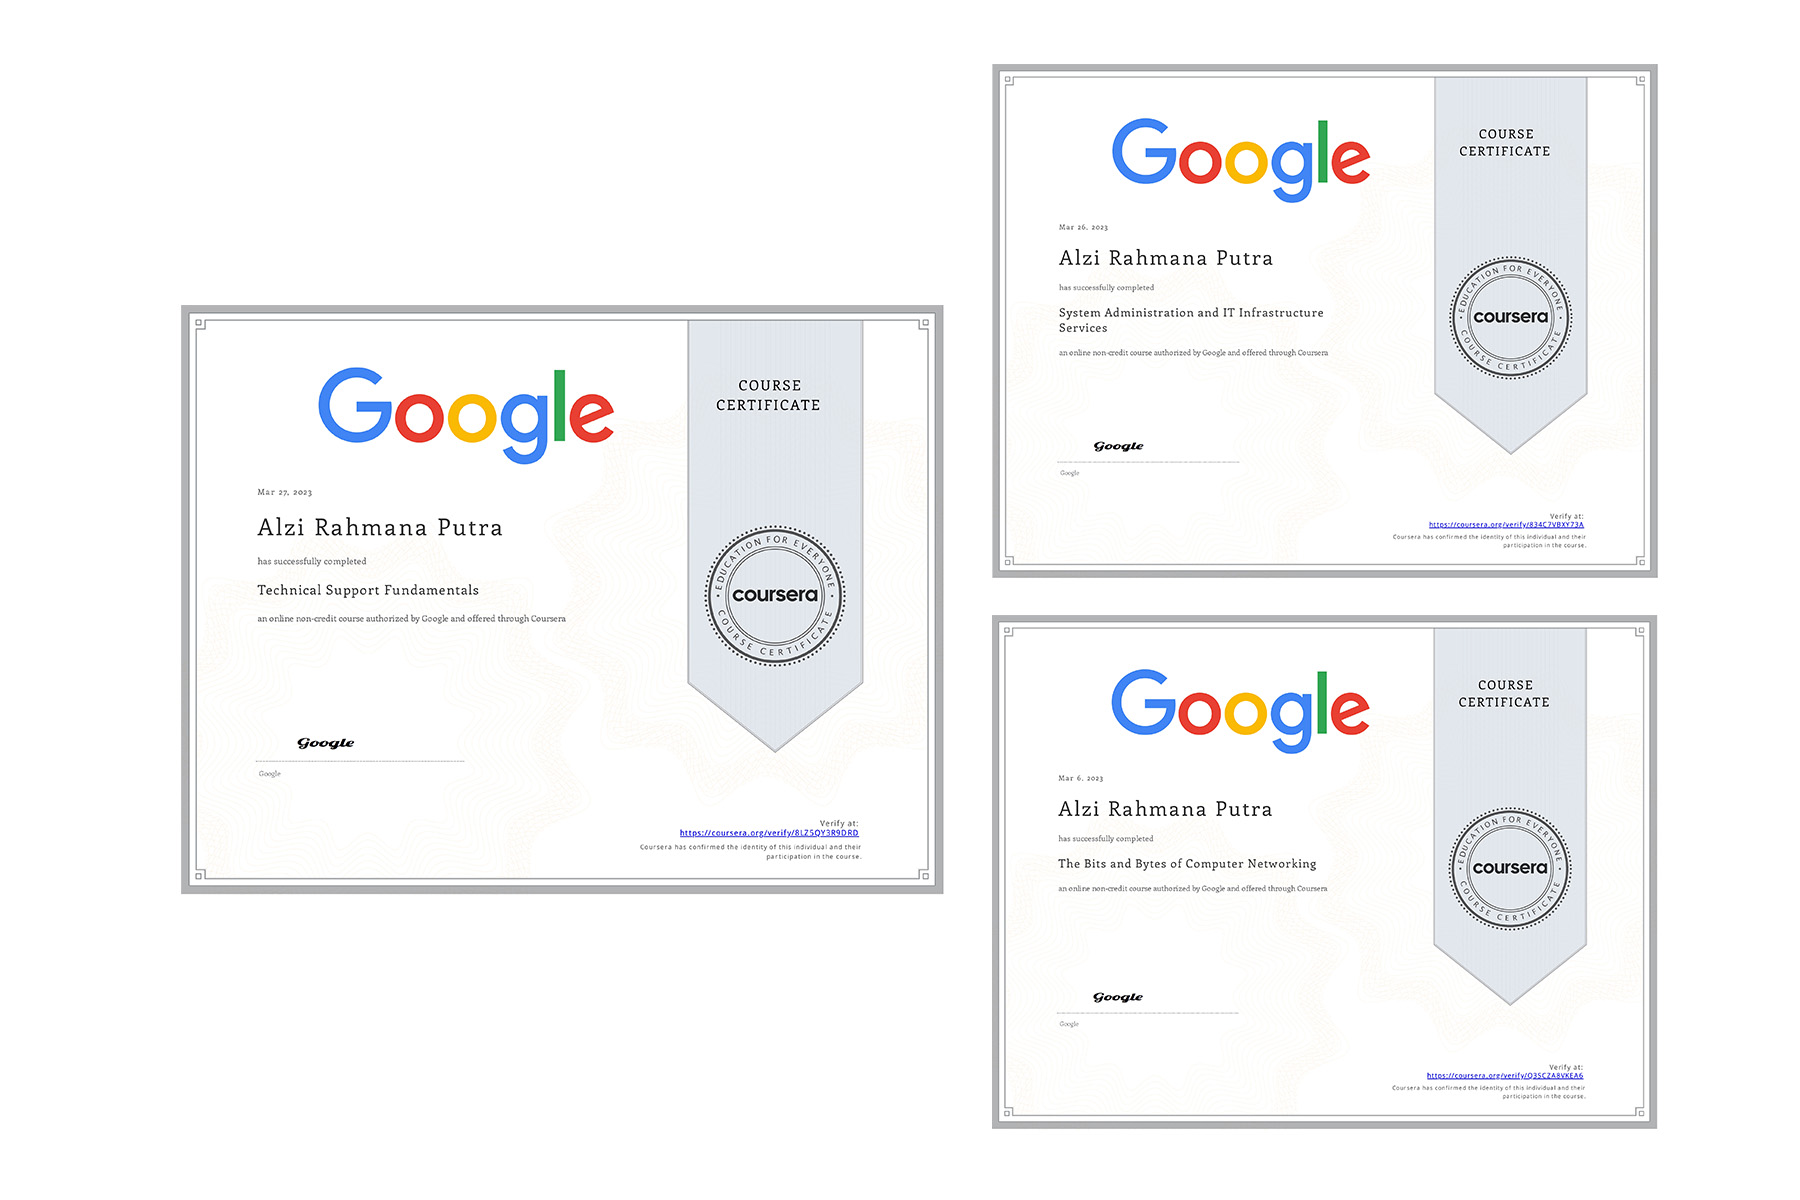 Google
COURSE
CERTIFICATE
Mar 27, 2023
Alzi Rahmana Putra
has successfully completed
Technical Support Fundamentals
an online non-credit course authorized by Google and offered through Coursera
EDUCATION FOR EVERYONE
coursera
COURSE CERTIFICATE
Google
Google
Verify at:
https://coursera.org/verify/8LZ5QY3R9DRD
Coursera has confirmed the identity of this individual and their
participation in the course.
Google
COURSE
CERTIFICATE
Mar 26, 2023
Alzi Rahmana Putra
has successfully completed
System Administration and IT Infrastructure
Services
an online non-credit course authorized by Google and offered through Coursera
EDUCATION FOR EVERYONE
coursera
COURSE CERTIFICATE
Google
Google
Verify at:
https://coursera.org/verify/834C7VBXY73A
Coursera has confirmed the identity of this individual and their
participation in the course.
Google
COURSE
CERTIFICATE
Mar 6, 2023
Alzi Rahmana Putra
has successfully completed
The Bits and Bytes of Computer Networking
an online non-credit course authorized by Google and offered through Coursera
EDUCATION FOR EVERYONE
coursera
COURSE CERTIFICATE
Google
Google
Verify at:
https://coursera.org/verify/Q3SCZA8VKEA6
Coursera has confirmed the identity of this individual and their
participation in the course.